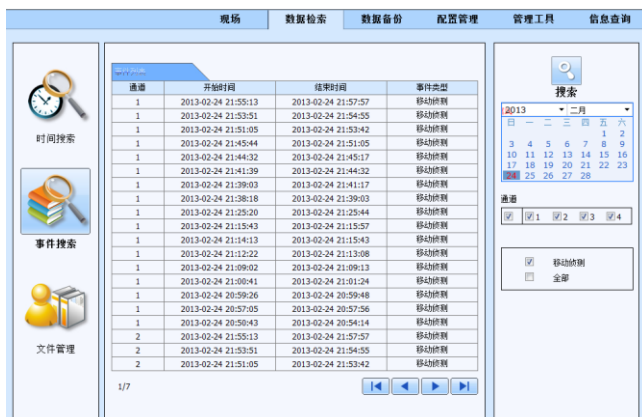 现场 数据检索 数据备份 配置管理 管理工具 信息查询
时间搜索
事件搜索
文件管理
通道 开始时间 结束时间 事件类型
1 2013-02-24 21:55:13 2013-02-24 21:57:57 移动侦测
1 2013-02-24 21:53:51 2013-02-24 21:54:55 移动侦测
1 2013-02-24 21:51:05 2013-02-24 21:53:42 移动侦测
1 2013-02-24 21:45:44 2013-02-24 21:51:05 移动侦测
1 2013-02-24 21:44:32 2013-02-24 21:45:17 移动侦测
1 2013-02-24 21:41:39 2013-02-24 21:44:32 移动侦测
1 2013-02-24 21:39:03 2013-02-24 21:41:17 移动侦测
1 2013-02-24 21:38:18 2013-02-24 21:39:03 移动侦测
1 2013-02-24 21:25:20 2013-02-24 21:25:44 移动侦测
1 2013-02-24 21:15:43 2013-02-24 21:15:57 移动侦测
1 2013-02-24 21:14:13 2013-02-24 21:15:43 移动侦测
1 2013-02-24 21:12:22 2013-02-24 21:13:08 移动侦测
1 2013-02-24 21:09:02 2013-02-24 21:09:13 移动侦测
1 2013-02-24 21:00:41 2013-02-24 21:01:24 移动侦测
1 2013-02-24 20:59:26 2013-02-24 20:59:48 移动侦测
1 2013-02-24 20:57:05 2013-02-24 20:57:56 移动侦测
1 2013-02-24 20:50:43 2013-02-24 20:54:14 移动侦测
2 2013-02-24 21:55:13 2013-02-24 21:57:57 移动侦测
2 2013-02-24 21:53:51 2013-02-24 21:54:55 移动侦测
2 2013-02-24 21:51:05 2013-02-24 21:53:42 移动侦测
1/7
搜索
2013 二月
日 一 二 三 四 五 六
1 2
3 4 5 6 7 8 9
10 11 12 13 14 15 16
17 18 19 20 21 22 23
24 25 26 27 28
通道
1 2 3 4
移动侦测
全部